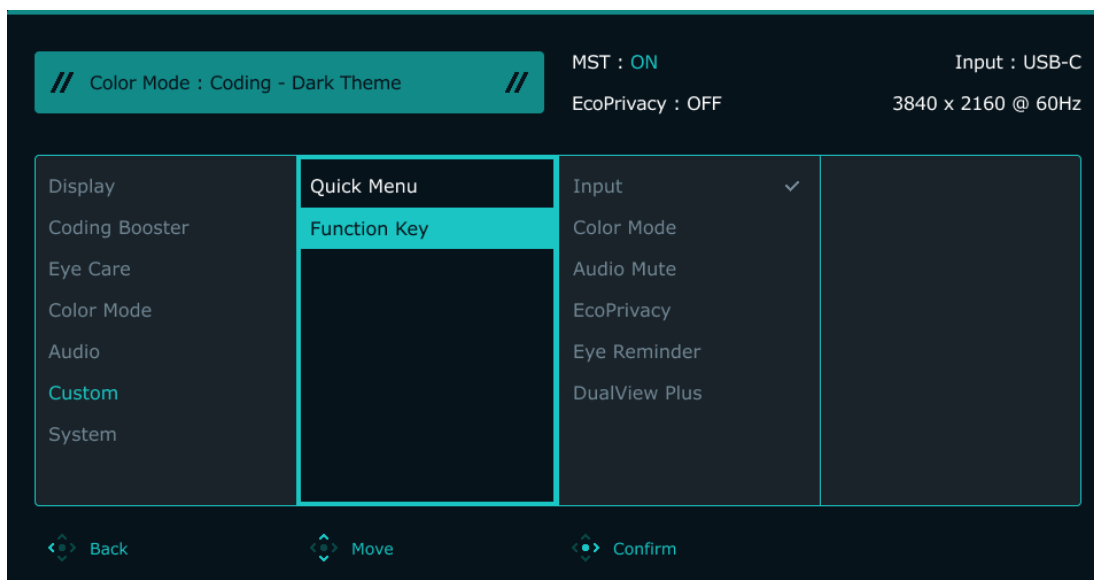 // Color Mode : Coding - Dark Theme //
MST : ON
Input : USB-C
EcoPrivacy : OFF
3840 x 2160 @ 60Hz
Display
Coding Booster
Eye Care
Color Mode
Audio
Custom
System
Quick Menu
Function Key
Input
Color Mode
Audio Mute
EcoPrivacy
Eye Reminder
DualView Plus
Back
Move
Confirm